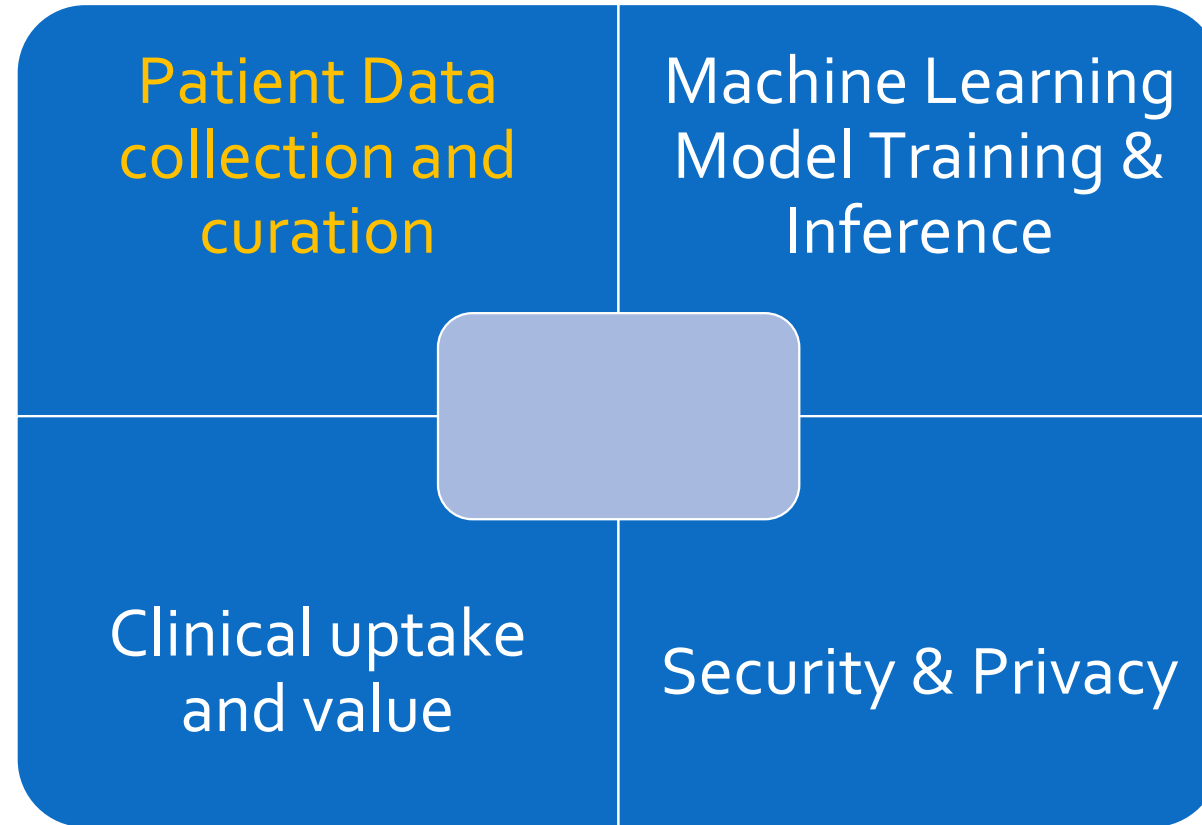 Patient Data
collection and
curation
Machine Learning
Model Training &
Inference
Clinical uptake
and value
Security & Privacy